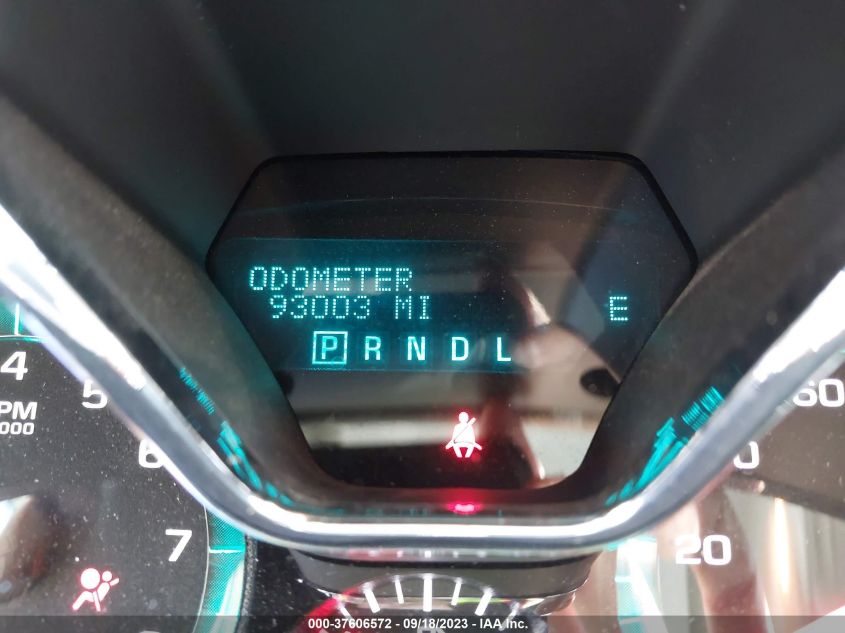 ODOMETER
93003 MI
E
P R N D L
4
5
6
7
PM
000
60
20
000-37606572 - 09/18/2023 - IAA Inc.